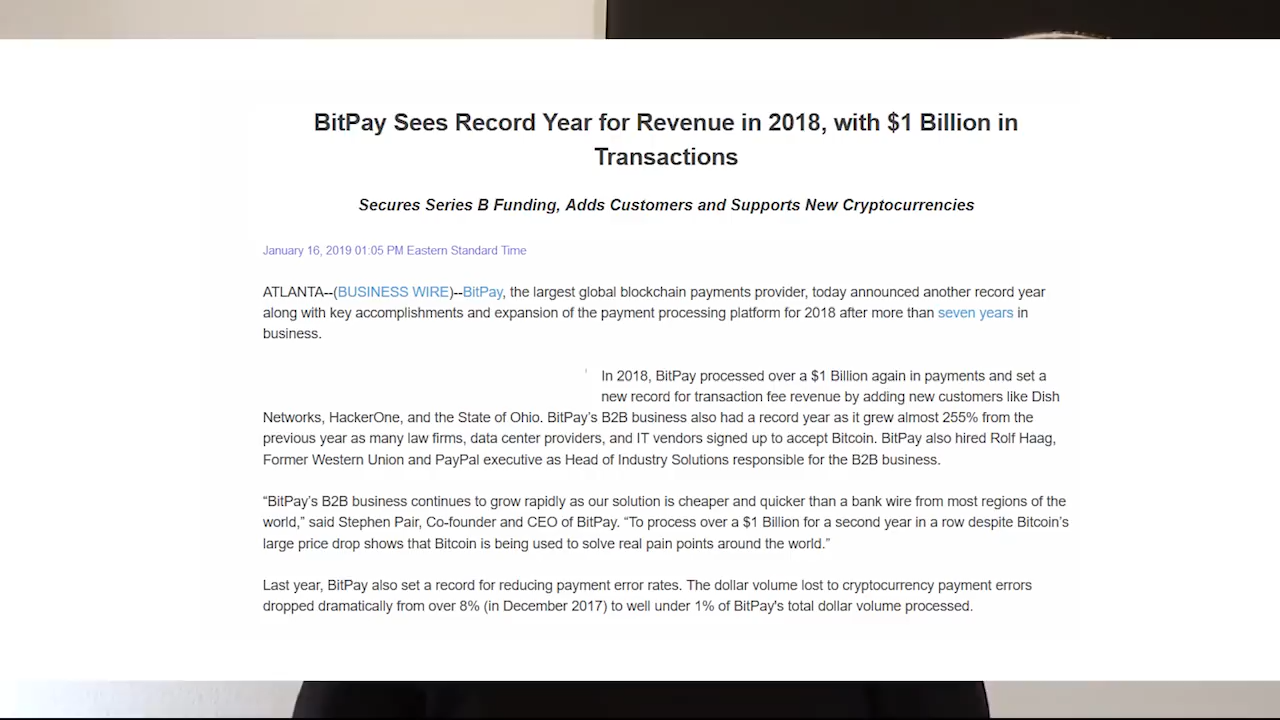 BitPay Sees Record Year for Revenue in 2018, with $1 Billion in
Transactions
Secures Series B Funding, Adds Customers and Supports New Cryptocurrencies
January 16, 2019 01:05 PM Eastern Standard Time
ATLANTA--(BUSINESS WIRE)--BitPay, the largest global blockchain payments provider, today announced another record year
along with key accomplishments and expansion of the payment processing platform for 2018 after more than seven years in
business.
In 2018, BitPay processed over a $1 Billion again in payments and set a
new record for transaction fee revenue by adding new customers like Dish
Networks, HackerOne, and the State of Ohio. BitPay’s B2B business also had a record year as it grew almost 255% from the
previous year as many law firms, data center providers, and IT vendors signed up to accept Bitcoin. BitPay also hired Rolf Haag,
Former Western Union and PayPal executive as Head of Industry Solutions responsible for the B2B business.
“BitPay’s B2B business continues to grow rapidly as our solution is cheaper and quicker than a bank wire from most regions of the
world,” said Stephen Pair, Co-founder and CEO of BitPay. “To process over a $1 Billion for a second year in a row despite Bitcoin’s
large price drop shows that Bitcoin is being used to solve real pain points around the world.”
Last year, BitPay also set a record for reducing payment error rates. The dollar volume lost to cryptocurrency payment errors
dropped dramatically from over 8% (in December 2017) to well under 1% of BitPay's total dollar volume processed.